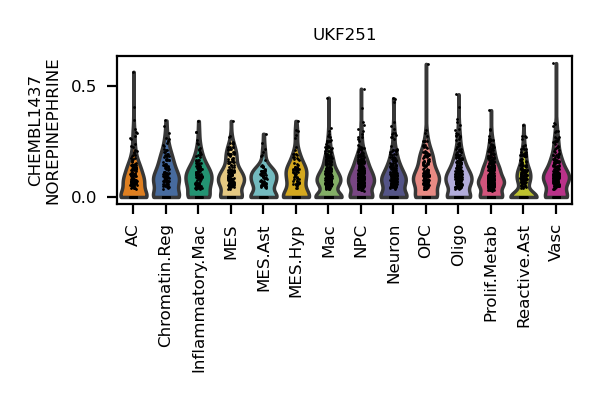 UKF251
CHEMBL1437
NOREPINEPHRINE
0.5
0.0
AC
Chromatin.Reg
Inflammatory.Mac
MES
MES.Ast
MES.Hyp
Mac
NPC
Neuron
OPC
Oligo
Prolif.Metab
Reactive.Ast
Vasc